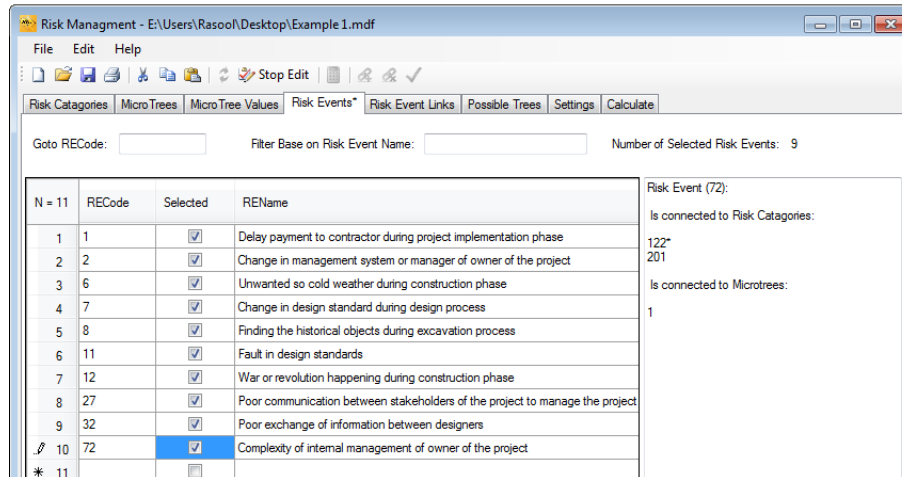 Risk Managment - E:\Users\Rasool\Desktop\Example 1.mdf
File Edit Help
Stop Edit
Risk Catagories MicroTrees MicroTree Values Risk Events* Risk Event Links Possible Trees Settings Calculate
Goto RECode: Filter Base on Risk Event Name: Number of Selected Risk Events: 9
N = 11 RECode Selected REName
1 1 Delay payment to contractor during project implementation phase
2 2 Change in management system or manager of owner of the project
3 6 Unwanted so cold weather during construction phase
4 7 Change in design standard during design process
5 8 Finding the historical objects during excavation process
6 11 Fault in design standards
7 12 War or revolution happening during construction phase
8 27 Poor communication between stakeholders of the project to manage the project
9 32 Poor exchange of information between designers
10 72 Complexity of internal management of owner of the project
11
Risk Event (72):
Is connected to Risk Catagories:
122*
201
Is connected to Microtrees:
1